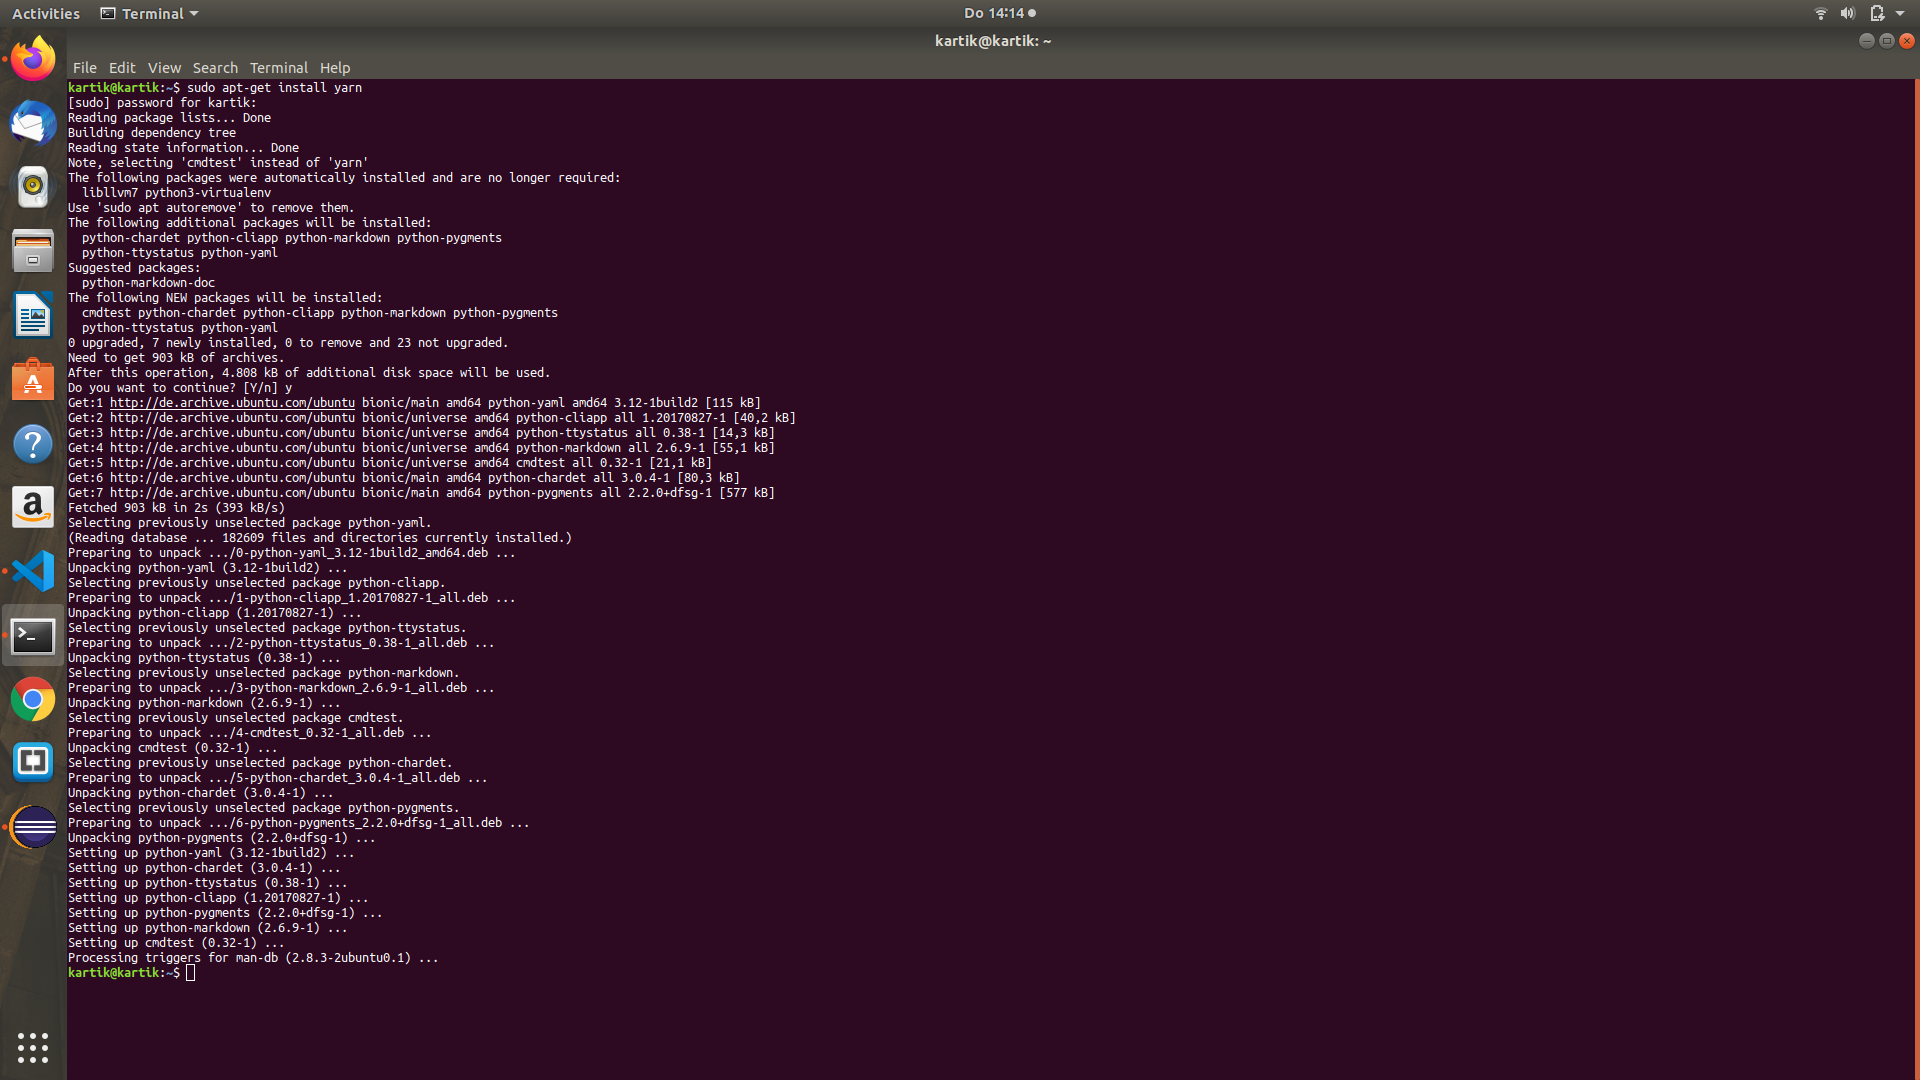 Activities Terminal Do 14:14
kartik@kartik: ~
File Edit View Search Terminal Help
kartik@kartik:~$ sudo apt-get install yarn
[sudo] password for kartik:
Reading package lists... Done
Building dependency tree
Reading state information... Done
Note, selecting 'cmdtest' instead of 'yarn'
The following packages were automatically installed and are no longer required:
  libllvm7 python3-virtualenv
Use 'sudo apt autoremove' to remove them.
The following additional packages will be installed:
  python-chardet python-cliapp python-markdown python-pygments
  python-ttystatus python-yaml
Suggested packages:
  python-markdown-doc
The following NEW packages will be installed:
  cmdtest python-chardet python-cliapp python-markdown python-pygments
  python-ttystatus python-yaml
0 upgraded, 7 newly installed, 0 to remove and 23 not upgraded.
Need to get 903 kB of archives.
After this operation, 4.808 kB of additional disk space will be used.
Do you want to continue? [Y/n] y
Get:1 http://de.archive.ubuntu.com/ubuntu bionic/main amd64 python-yaml amd64 3.12-1build2 [115 kB]
Get:2 http://de.archive.ubuntu.com/ubuntu bionic/universe amd64 python-cliapp all 1.20170827-1 [40,2 kB]
Get:3 http://de.archive.ubuntu.com/ubuntu bionic/universe amd64 python-ttystatus all 0.38-1 [14,3 kB]
Get:4 http://de.archive.ubuntu.com/ubuntu bionic/universe amd64 python-markdown all 2.6.9-1 [55,1 kB]
Get:5 http://de.archive.ubuntu.com/ubuntu bionic/universe amd64 cmdtest all 0.32-1 [21,1 kB]
Get:6 http://de.archive.ubuntu.com/ubuntu bionic/main amd64 python-chardet all 3.0.4-1 [80,3 kB]
Get:7 http://de.archive.ubuntu.com/ubuntu bionic/main amd64 python-pygments all 2.2.0+dfsg-1 [577 kB]
Fetched 903 kB in 2s (393 kB/s)
Selecting previously unselected package python-yaml.
(Reading database ... 182609 files and directories currently installed.)
Preparing to unpack .../0-python-yaml_3.12-1build2_amd64.deb ...
Unpacking python-yaml (3.12-1build2) ...
Selecting previously unselected package python-cliapp.
Preparing to unpack .../1-python-cliapp_1.20170827-1_all.deb ...
Unpacking python-cliapp (1.20170827-1) ...
Selecting previously unselected package python-ttystatus.
Preparing to unpack .../2-python-ttystatus_0.38-1_all.deb ...
Unpacking python-ttystatus (0.38-1) ...
Selecting previously unselected package python-markdown.
Preparing to unpack .../3-python-markdown_2.6.9-1_all.deb ...
Unpacking python-markdown (2.6.9-1) ...
Selecting previously unselected package cmdtest.
Preparing to unpack .../4-cmdtest_0.32-1_all.deb ...
Unpacking cmdtest (0.32-1) ...
Selecting previously unselected package python-chardet.
Preparing to unpack .../5-python-chardet_3.0.4-1_all.deb ...
Unpacking python-chardet (3.0.4-1) ...
Selecting previously unselected package python-pygments.
Preparing to unpack .../6-python-pygments_2.2.0+dfsg-1_all.deb ...
Unpacking python-pygments (2.2.0+dfsg-1) ...
Setting up python-yaml (3.12-1build2) ...
Setting up python-chardet (3.0.4-1) ...
Setting up python-ttystatus (0.38-1) ...
Setting up python-cliapp (1.20170827-1) ...
Setting up python-pygments (2.2.0+dfsg-1) ...
Setting up python-markdown (2.6.9-1) ...
Setting up cmdtest (0.32-1) ...
Processing triggers for man-db (2.8.3-2ubuntu0.1) ...
kartik@kartik:~$